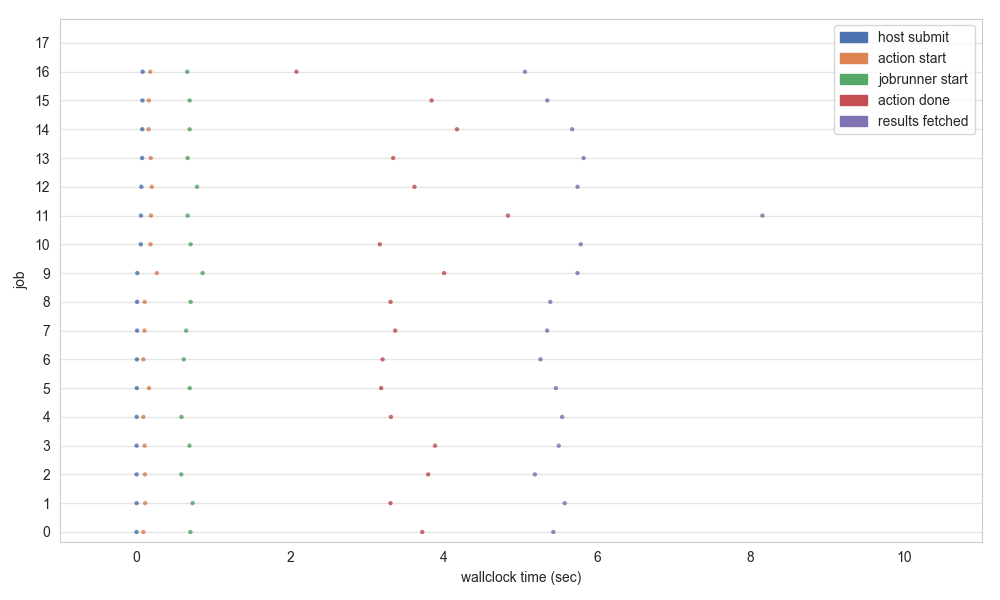 host submit
action start
jobrunner start
action done
results fetched
17
16
15
14
13
12
11
10
9
8
7
6
5
4
3
2
1
0
job
0 2 4 6 8 10
wallclock time (sec)